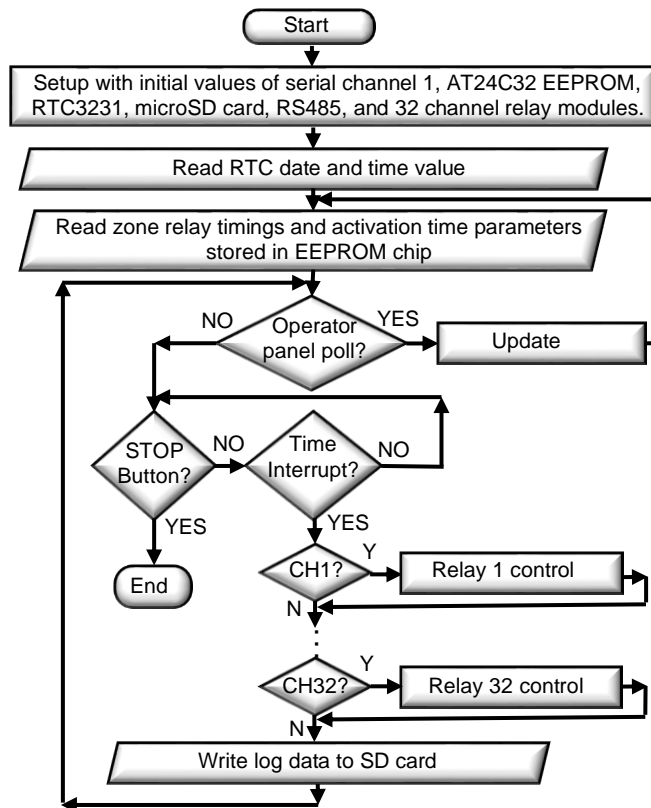 Start
Setup with initial values of serial channel 1, AT24C32 EEPROM,
RTC3231, microSD card, RS485, and 32 channel relay modules.
Read RTC date and time value
Read zone relay timings and activation time parameters
stored in EEPROM chip
NO
Operator
panel poll?
YES
Update
STOP
Button?
NO
Time
Interrupt?
NO
YES
YES
End
CH1?
Y
Relay 1 control
N
CH32?
Y
Relay 32 control
N
Write log data to SD card